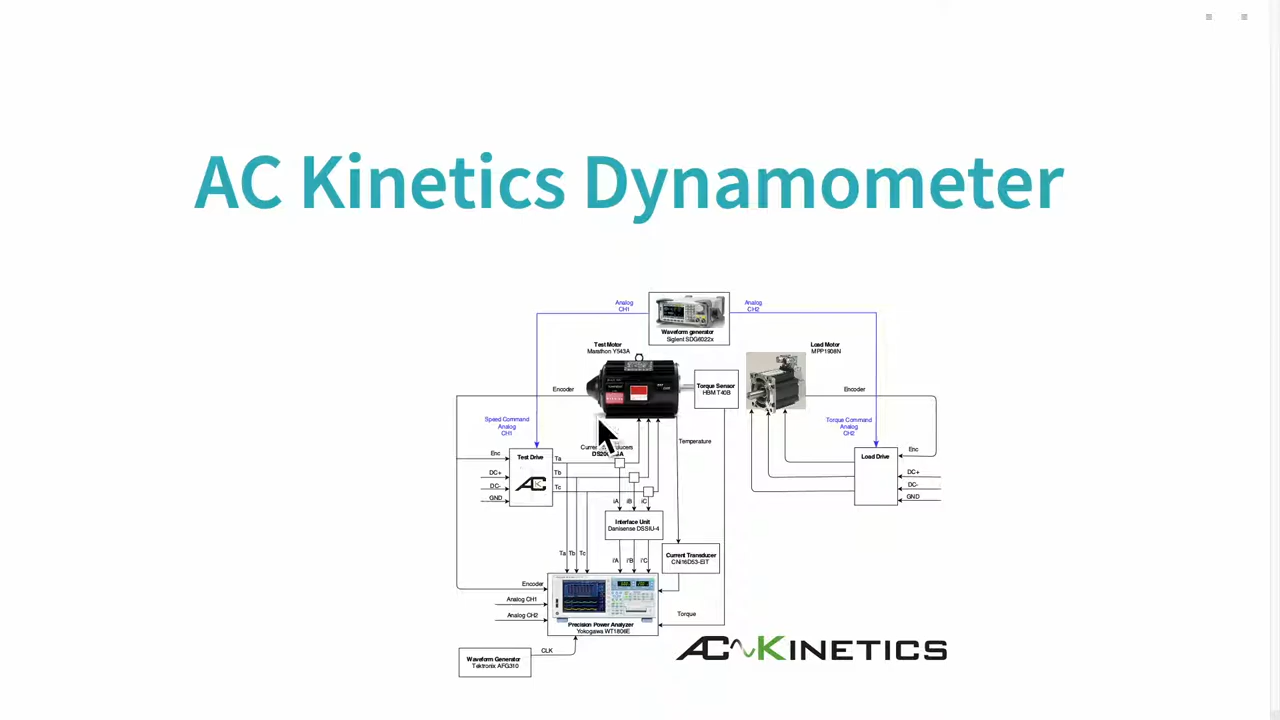 AC Kinetics Dynamometer
Analog
CH1
Analog
CH2
Waveform generator
Siglent SDG6022x
Test Motor
Marathon Y543A
Load Motor
MPP1908N
Encoder
Torque Sensor
HBM T40B
Encoder
Speed Command
Analog
CH1
Torque Command
Analog
CH2
Temperature
Enc
DC+
DC-
GND
Test Drive
AC
Ta
Tb
Tc
Load Drive
Enc
DC+
DC-
GND
iA
iB
iC
Interface Unit
Danisense DSSIU-4
Ta
Tb
Tc
i'A
i'B
i'C
Current Transducer
CNi16D53-EIT
Encoder
Analog CH1
Analog CH2
Torque
Precision Power Analyzer
Yokogawa WT1806E
CLK
Waveform Generator
Tektronix AFG310
AC KINETICS